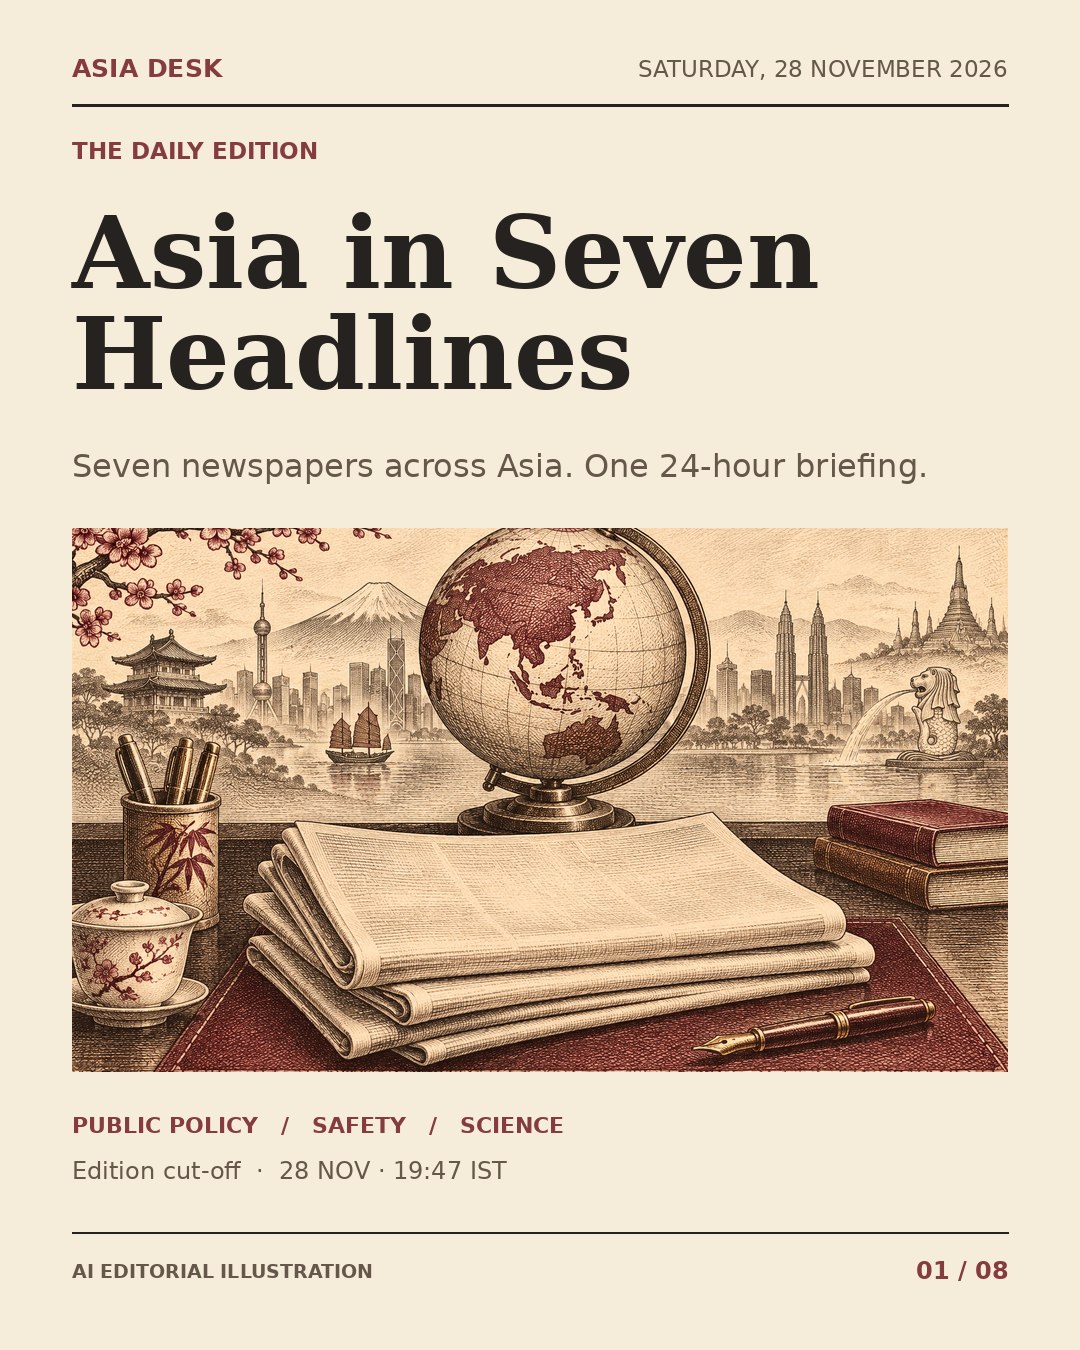 ASIA DESK
SATURDAY, 28 NOVEMBER 2026
THE DAILY EDITION
Asia in Seven
Headlines
Seven newspapers across Asia. One 24-hour briefing.
PUBLIC POLICY / SAFETY / SCIENCE
Edition cut-off · 28 NOV · 19:47 IST
AI EDITORIAL ILLUSTRATION
01 / 08